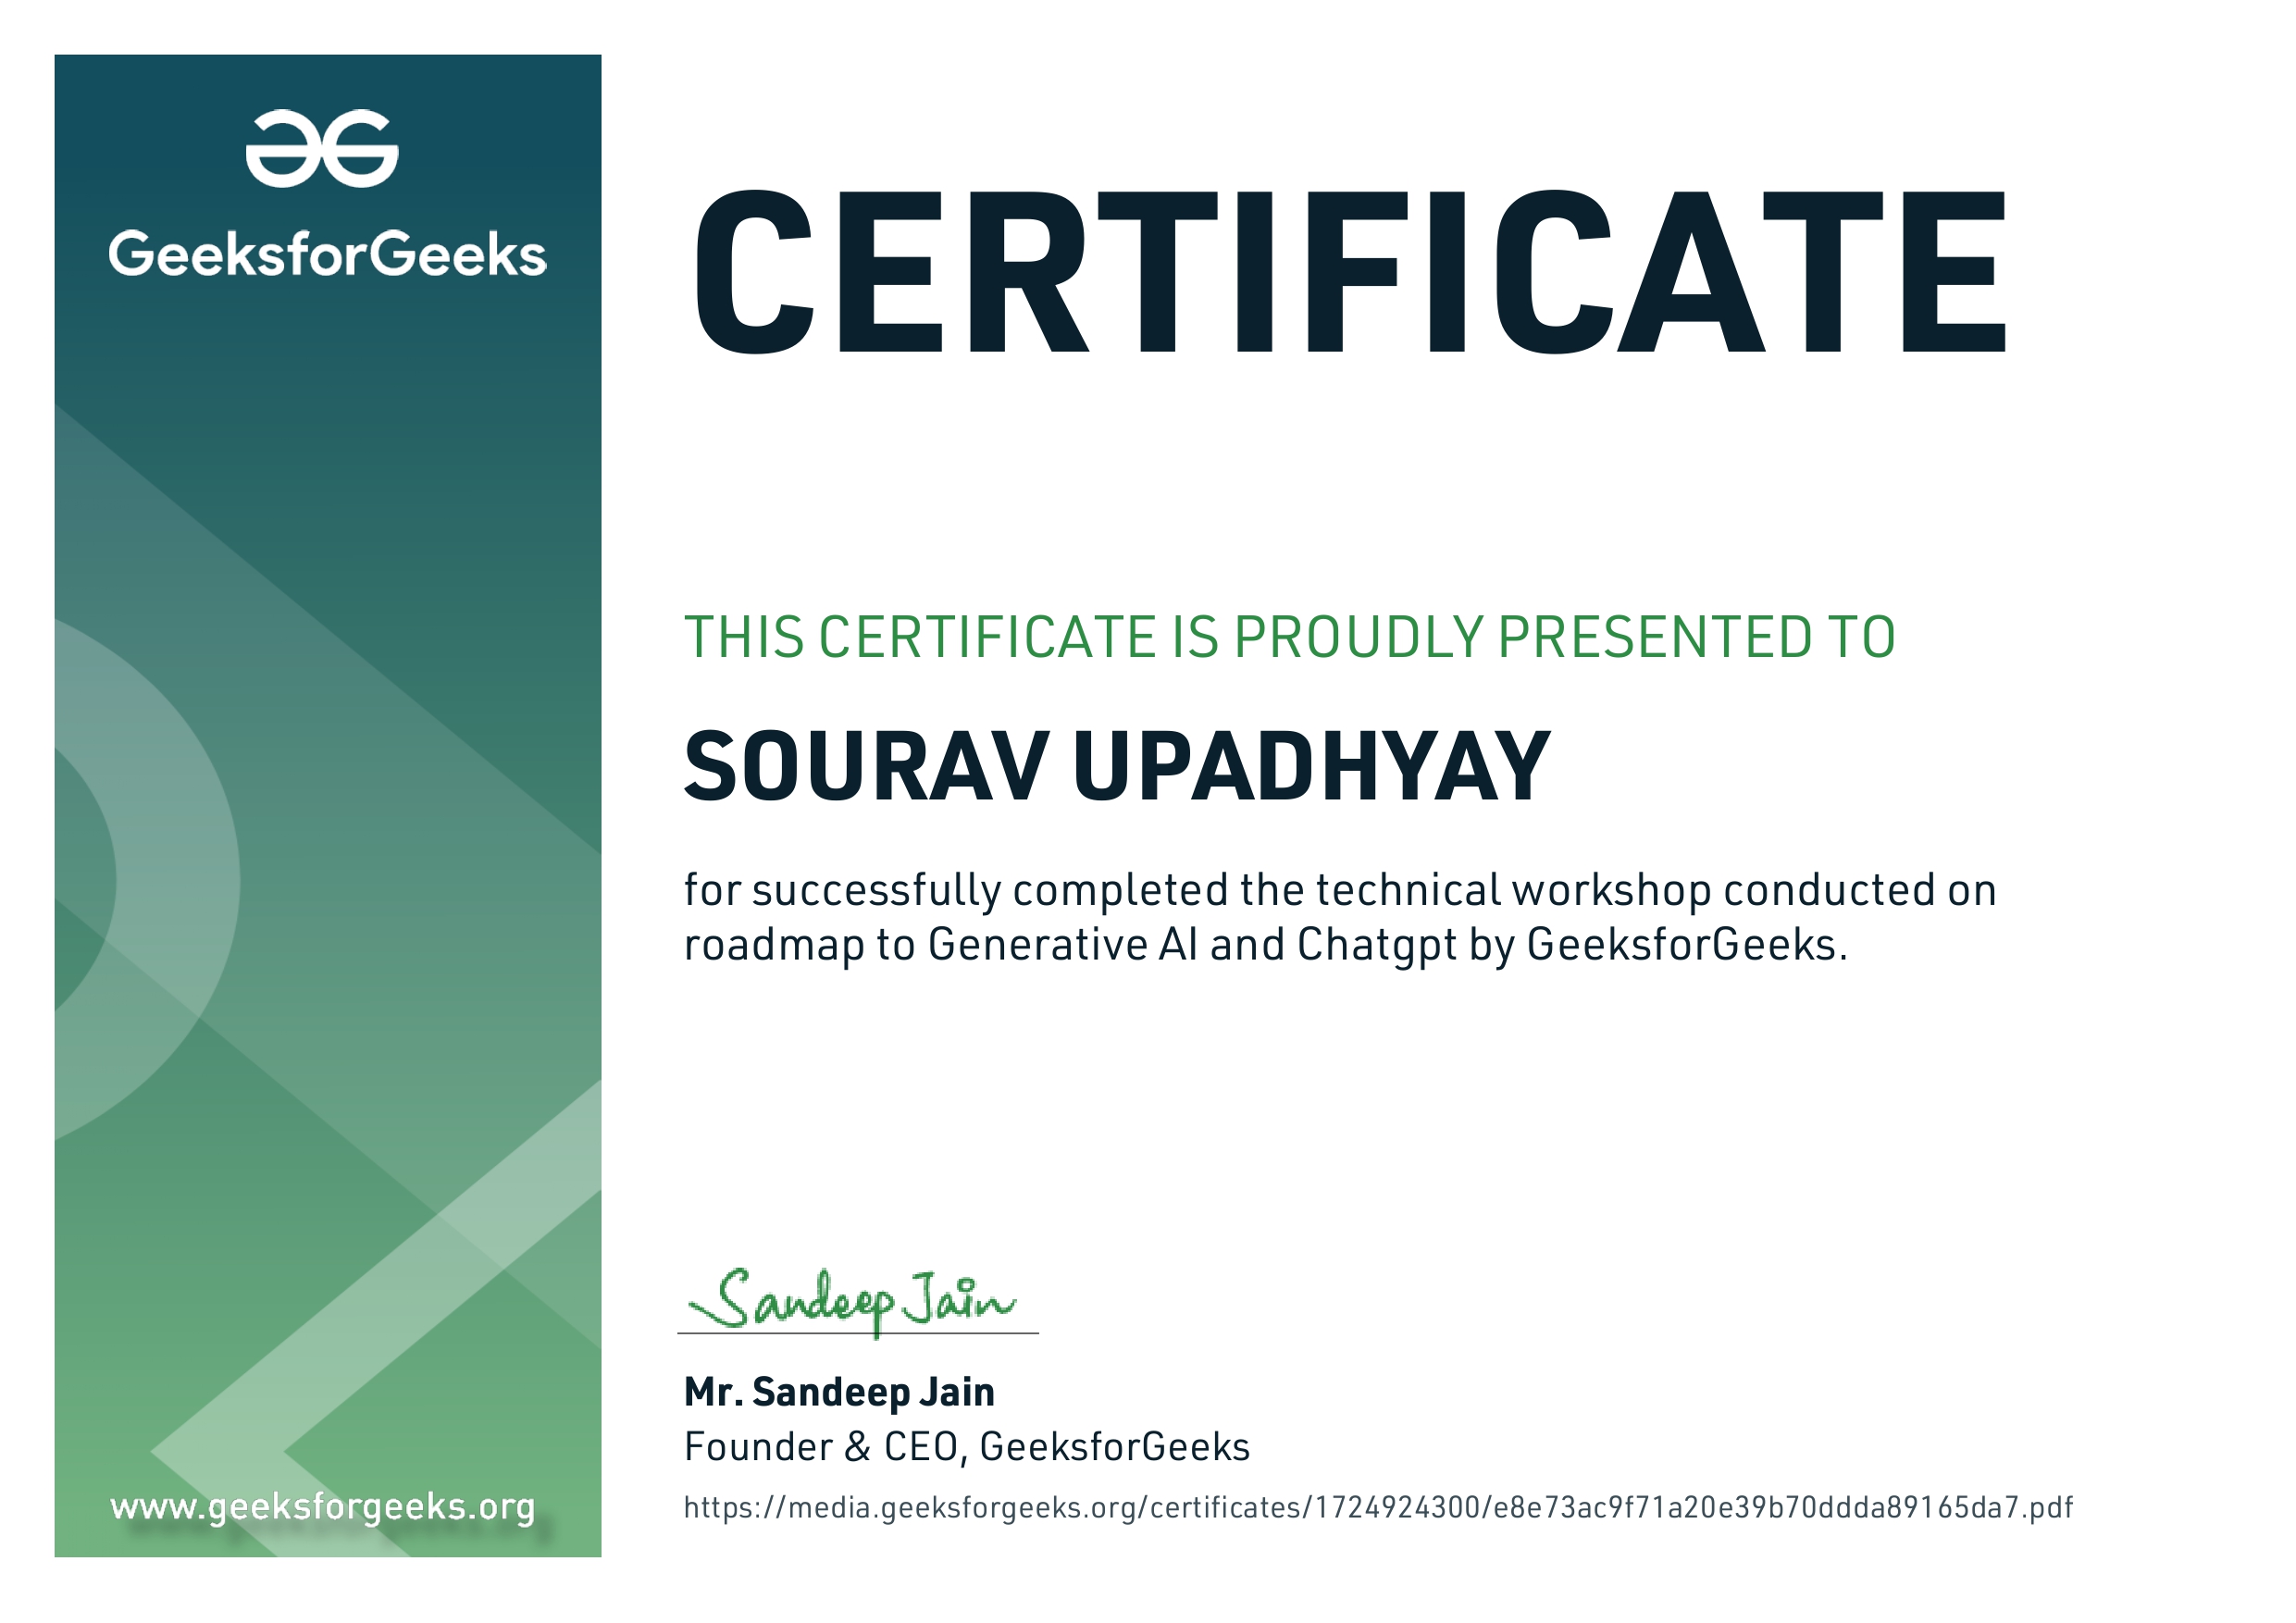 GeeksforGeeks
CERTIFICATE
THIS CERTIFICATE IS PROUDLY PRESENTED TO
SOURAV UPADHYAY
for successfully completed the technical workshop conducted on
roadmap to Generative AI and Chatgpt by GeeksforGeeks.
Sandeep Jain
Mr. Sandeep Jain
Founder & CEO, GeeksforGeeks
https://media.geeksforgeeks.org/certificates/1724924300/e8e73ac9f71a20e39b70ddda89165da7.pdf
www.geeksforgeeks.org